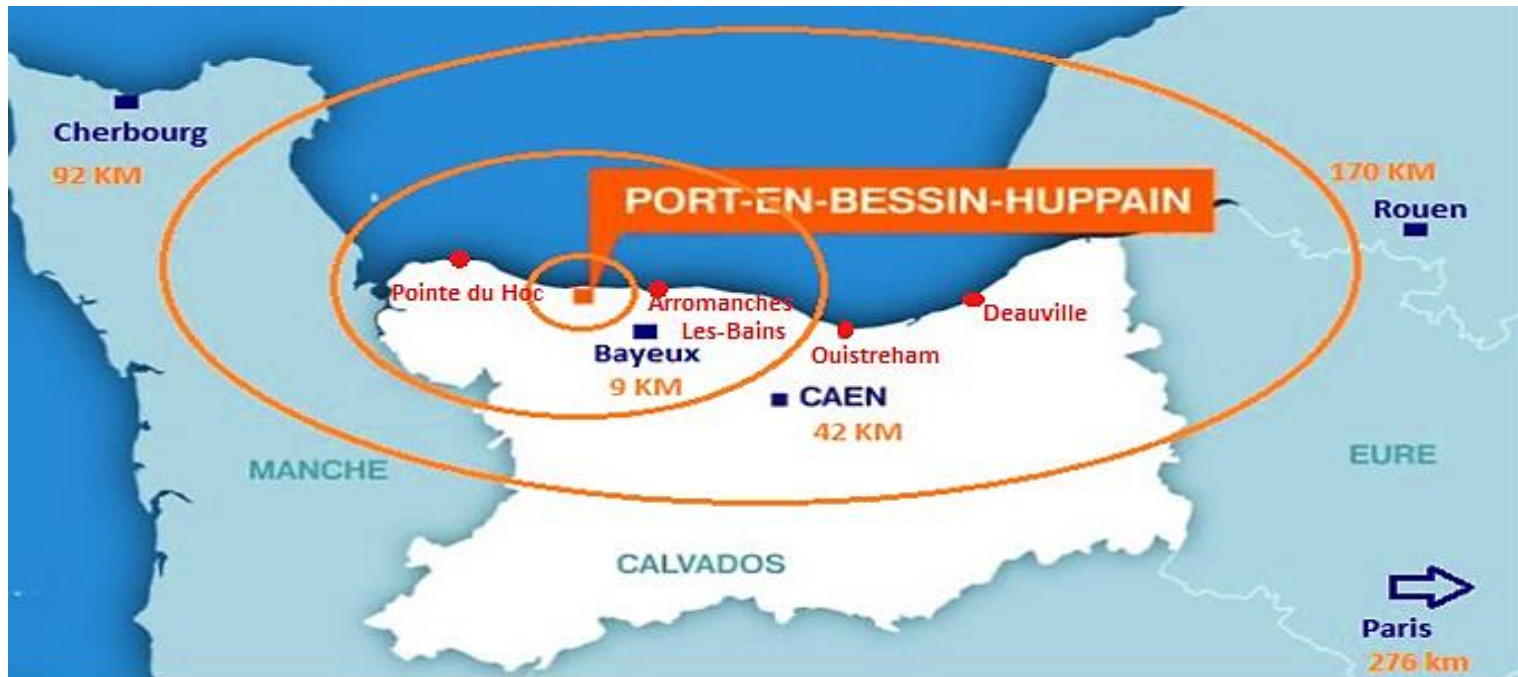 Cherbourg
92 KM
170 KM
Rouen
PORT-EN-BESSIN-HUPPAIN
Pointe du Hoc
Arromanches
Les-Bains
Deauville
Bayeux
9 KM
Ouistreham
CAEN
42 KM
MANCHE
EURE
CALVADOS
Paris
276 km